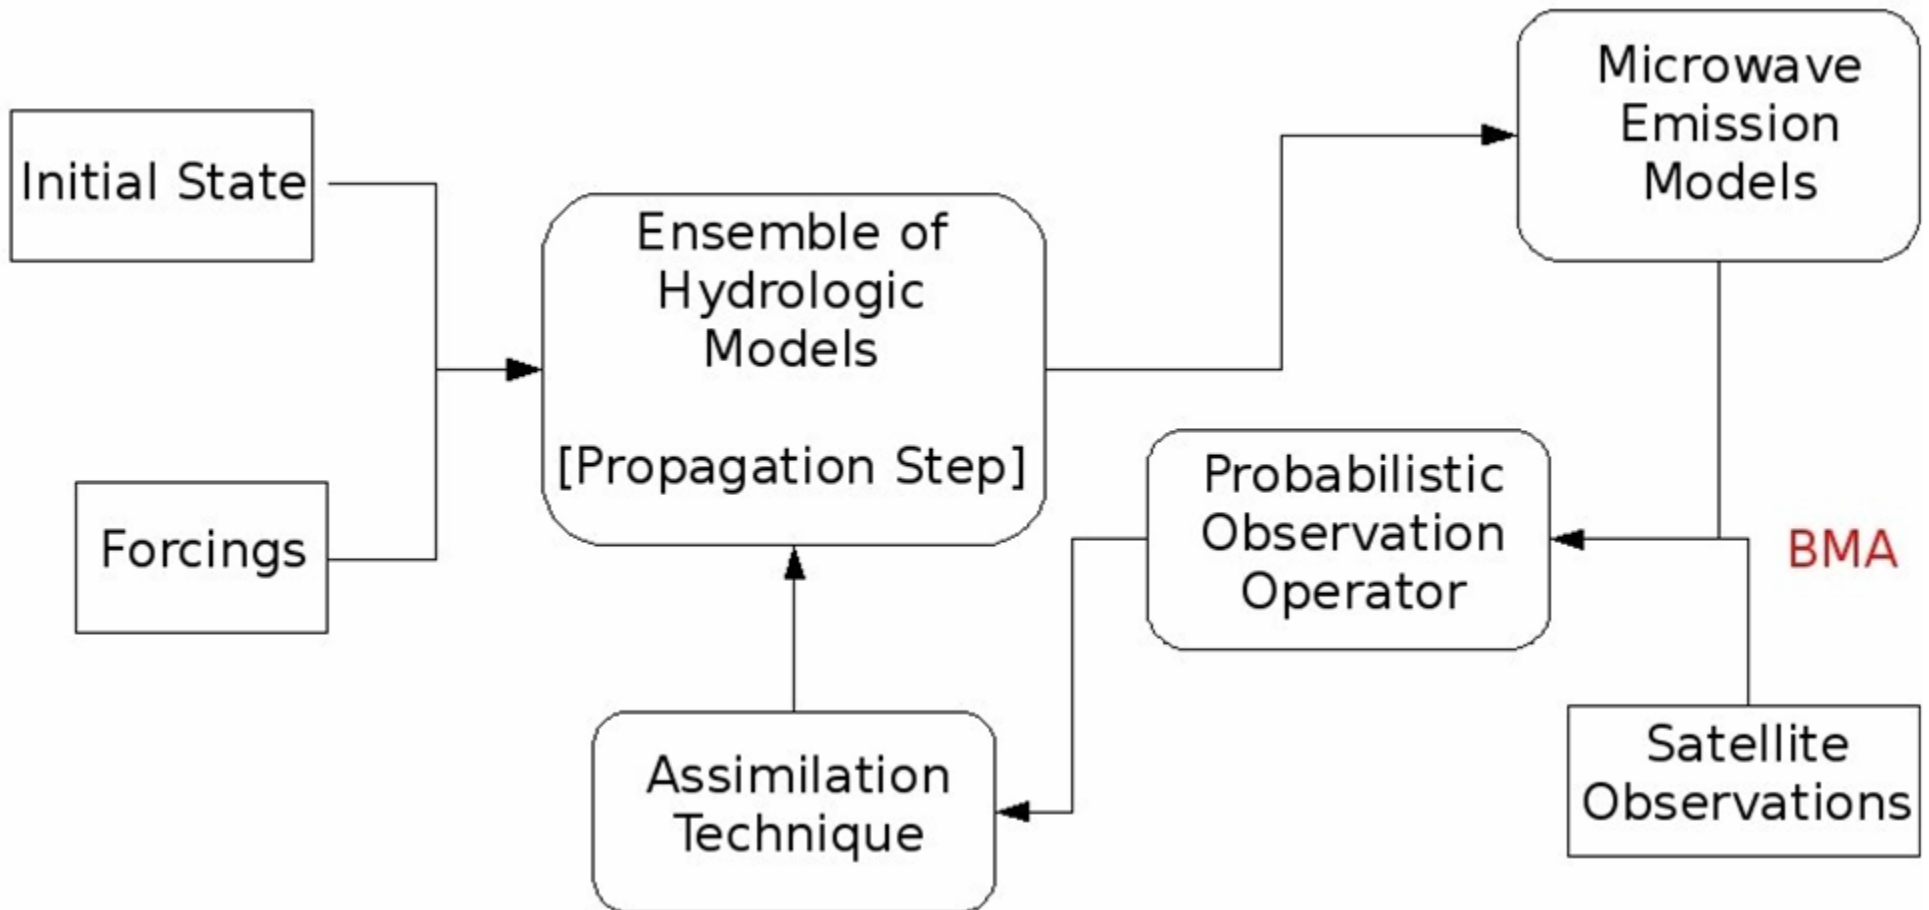 Initial State
Forcings
Ensemble of
Hydrologic
Models
[Propagation Step]
Microwave
Emission
Models
Probabilistic
Observation
Operator
BMA
Satellite
Observations
Assimilation
Technique